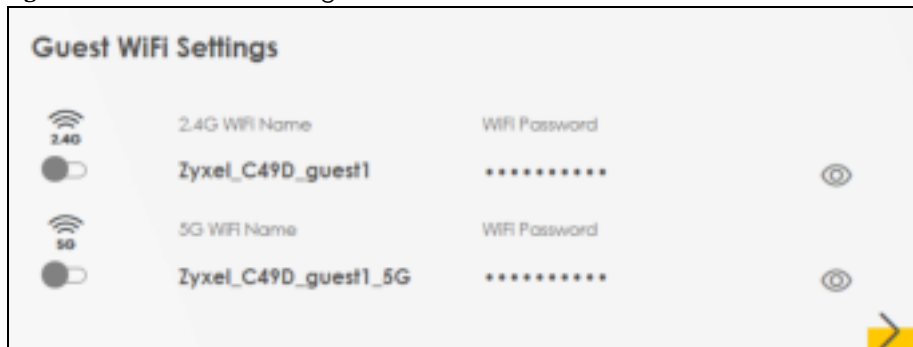 Guest WiFi Settings
2.4G
2.4G WiFi Name WiFi Password
Zyxel_C49D_guest1 ••••••••••
5G
5G WiFi Name WiFi Password
Zyxel_C49D_guest1_5G ••••••••••